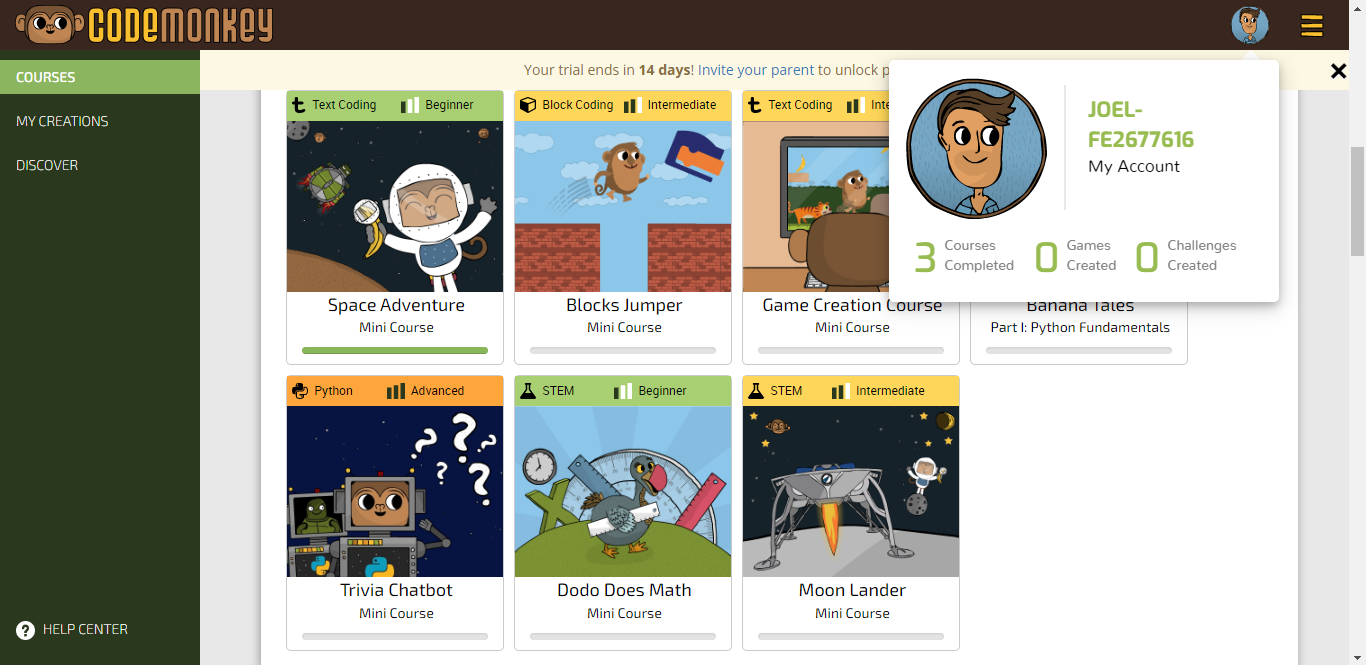 CODEMONKEY
COURSES
MY CREATIONS
DISCOVER
HELP CENTER
Your trial ends in 14 days! Invite your parent to unlock p
JOEL-
FE2677616
My Account
3 Courses Completed
0 Games Created
0 Challenges Created
Text Coding Beginner
Space Adventure
Mini Course
Block Coding Intermediate
Blocks Jumper
Mini Course
Text Coding Inte
Game Creation Course
Mini Course
Banana Tales
Part I: Python Fundamentals
Python Advanced
Trivia Chatbot
Mini Course
STEM Beginner
Dodo Does Math
Mini Course
STEM Intermediate
Moon Lander
Mini Course